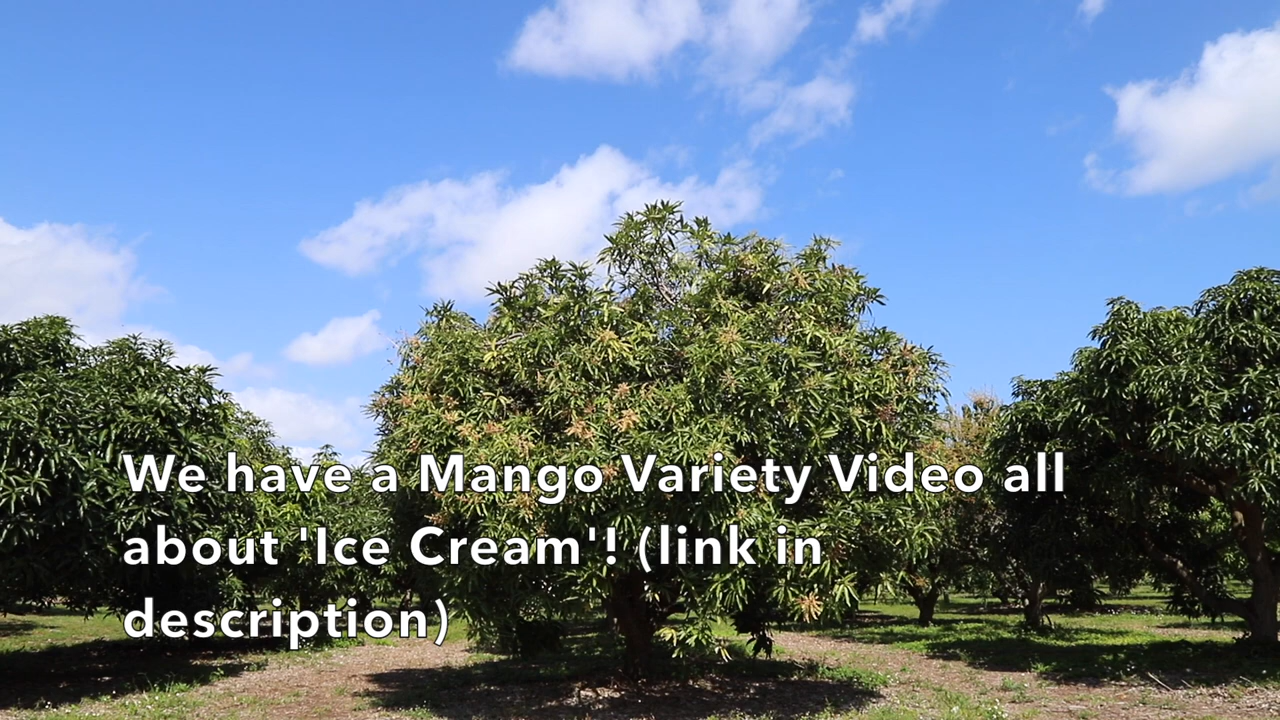 We have a Mango Variety Video all
about 'Ice Cream'! (link in
description)